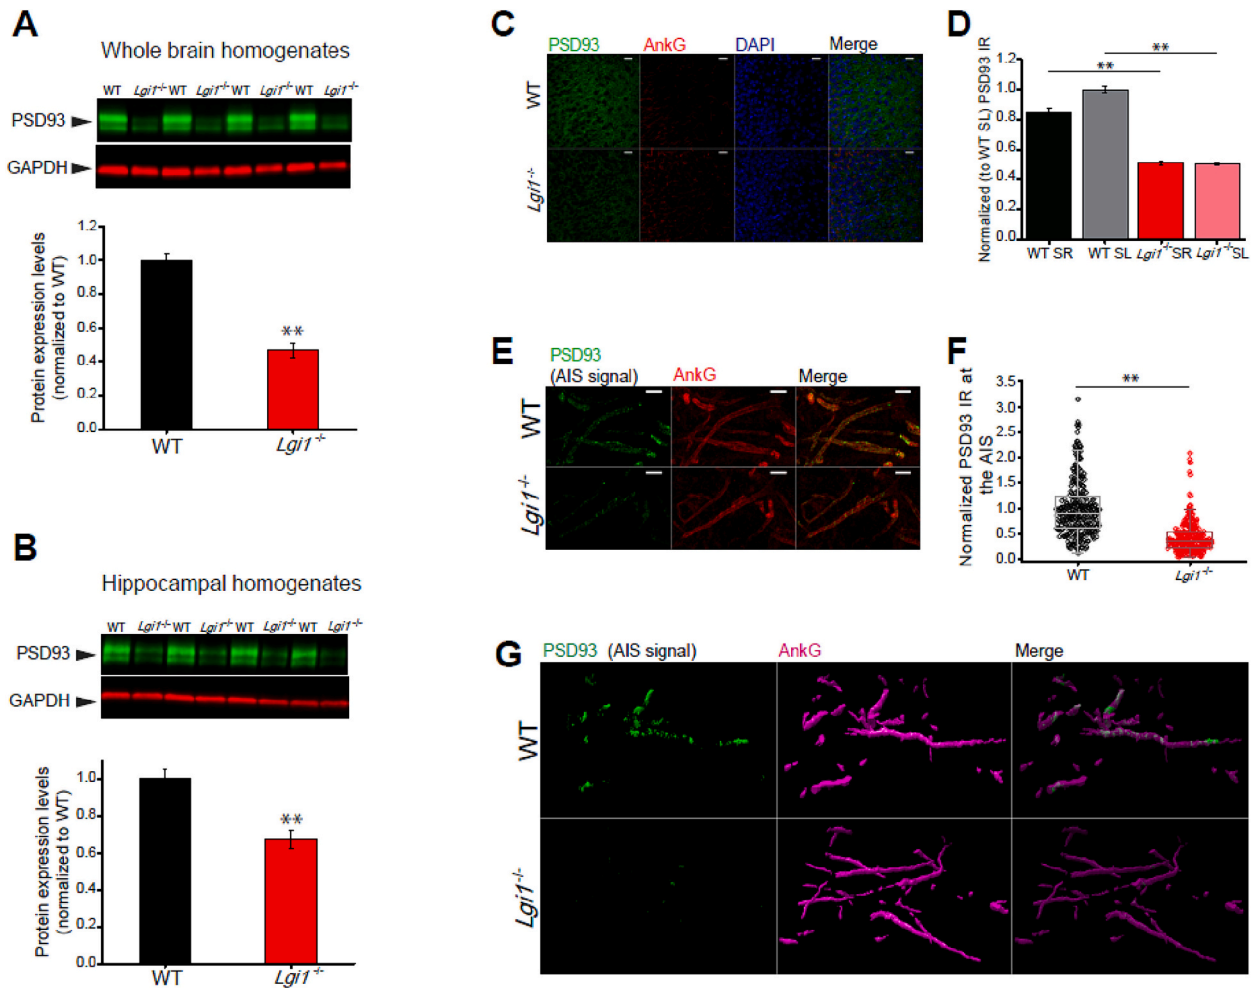 A
Whole brain homogenates
WT Lgi1-/- WT Lgi1-/- WT Lgi1-/- WT Lgi1-/-
PSD93
GAPDH
Protein expression levels
(normalized to WT)
1.2
1.0
0.8
0.6
0.4
0.2
0.0
**
WT Lgi1-/-
B
Hippocampal homogenates
WT Lgi1-/- WT Lgi1-/- WT Lgi1-/- WT Lgi1-/-
PSD93
GAPDH
Protein expression levels
(normalized to WT)
1.0
0.8
0.6
0.4
0.2
0.0
**
WT Lgi1-/-
C
PSD93 AnkG DAPI Merge
WT
Lgi1-/-
D
Normalized (to WT SL) PSD93 IR
1.2
1.0
0.8
0.6
0.4
0.2
0.0
**
**
WT SR WT SL Lgi1-/-SR Lgi1-/-SL
E
PSD93
(AIS signal) AnkG Merge
WT
Lgi1-/-
F
Normalized PSD93 IR at
the AIS
3.5
3.0
2.5
2.0
1.5
1.0
0.5
0.0
**
WT Lgi1-/-
G
PSD93 (AIS signal) AnkG Merge
WT
Lgi1-/-